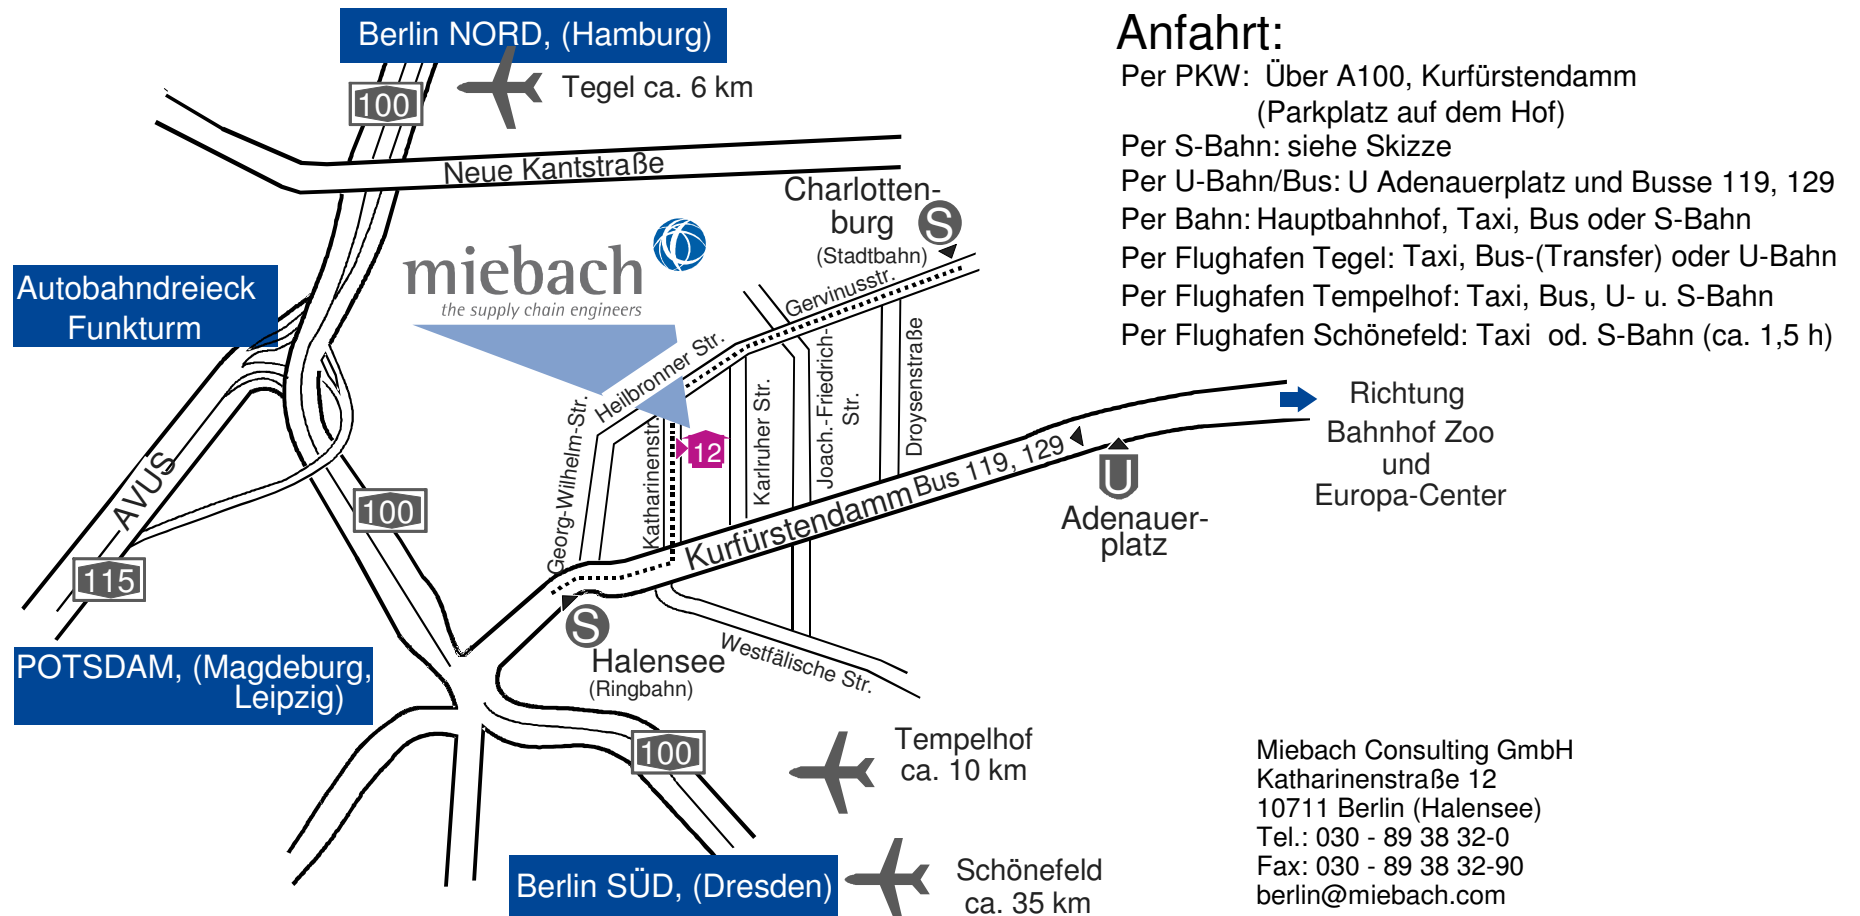 Berlin NORD, (Hamburg)
100
Tegel ca. 6 km
Neue Kantstraße
Charlotten-
burg
S
(Stadtbahn)
miebach
the supply chain engineers
Autobahndreieck
Funkturm
Gervinusstr.
Heilbronner Str.
Georg-Wilhelm-Str.
Katharinenstr.
12
Karlruher Str.
Joach.-Friedrich-
Str.
Droysenstraße
AVUS
100
115
Kurfürstendamm
Bus 119, 129
U
Adenauer-
platz
Richtung
Bahnhof Zoo
und
Europa-Center
S
Halensee
(Ringbahn)
Westfälische Str.
POTSDAM, (Magdeburg,
Leipzig)
100
Tempelhof
ca. 10 km
Berlin SÜD, (Dresden)
Schönefeld
ca. 35 km
Anfahrt:
Per PKW: Über A100, Kurfürstendamm
(Parkplatz auf dem Hof)
Per S-Bahn: siehe Skizze
Per U-Bahn/Bus: U Adenauerplatz und Busse 119, 129
Per Bahn: Hauptbahnhof, Taxi, Bus oder S-Bahn
Per Flughafen Tegel: Taxi, Bus-(Transfer) oder U-Bahn
Per Flughafen Tempelhof: Taxi, Bus, U- u. S-Bahn
Per Flughafen Schönefeld: Taxi od. S-Bahn (ca. 1,5 h)
Miebach Consulting GmbH
Katharinenstraße 12
10711 Berlin (Halensee)
Tel.: 030 - 89 38 32-0
Fax: 030 - 89 38 32-90
berlin@miebach.com